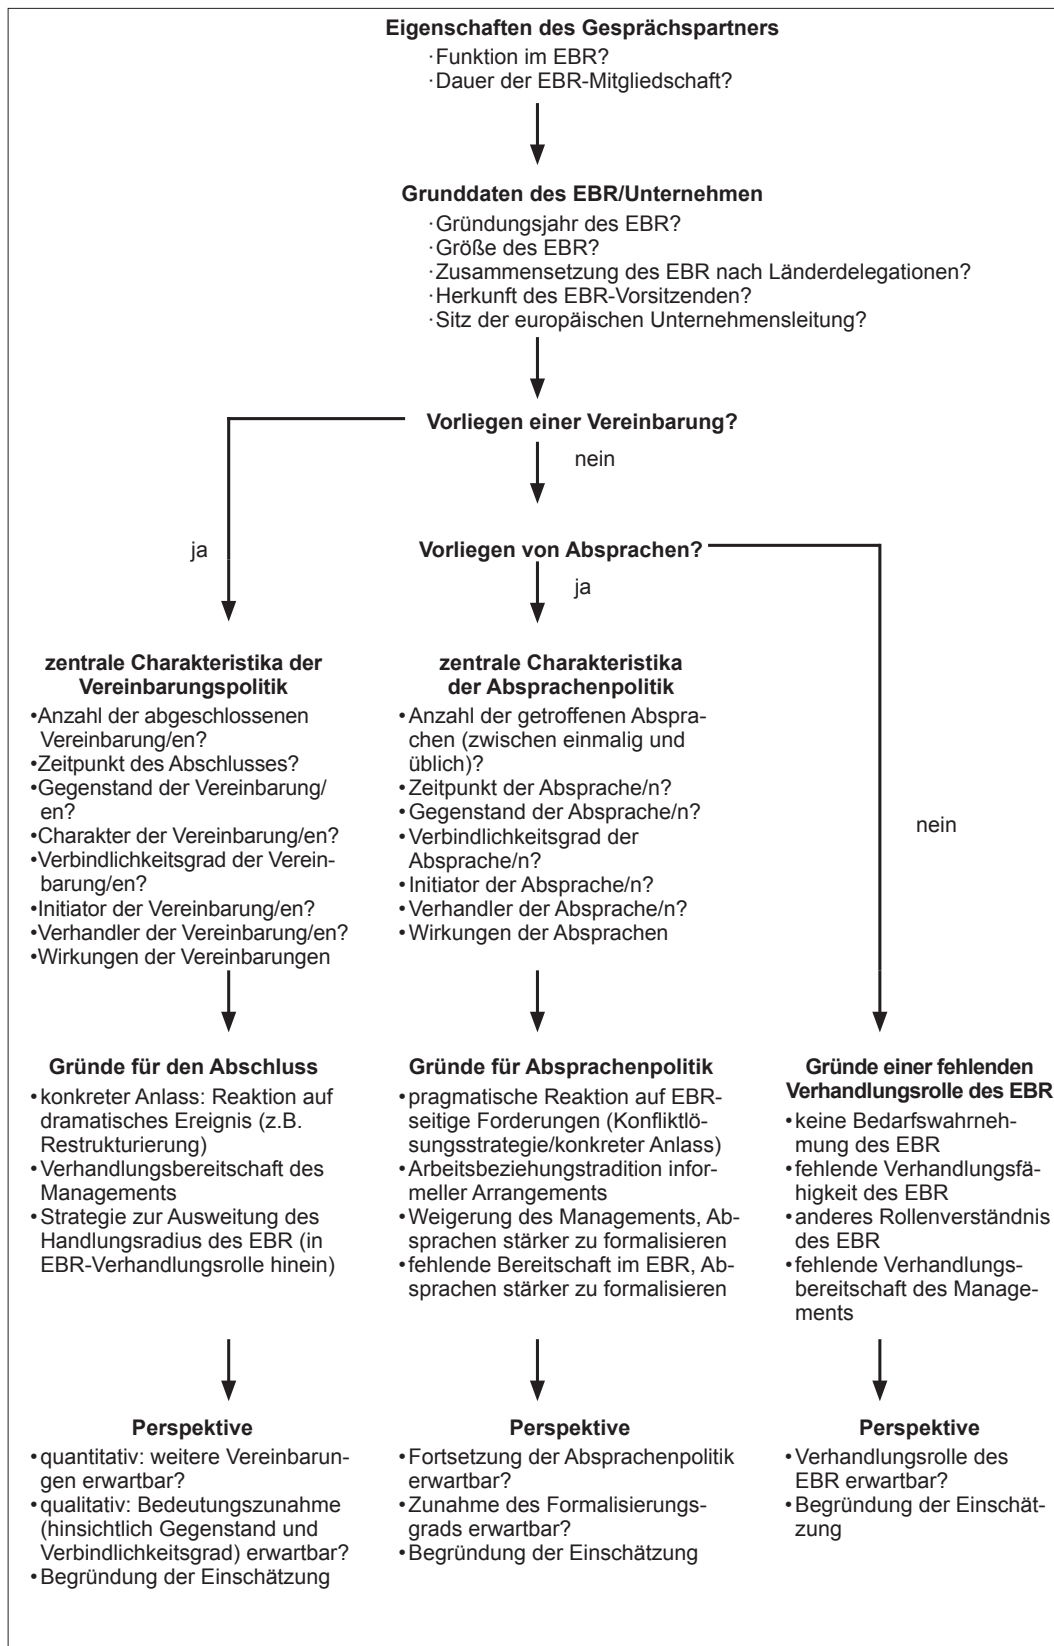 Eigenschaften des Gesprächspartners
·Funktion im EBR?
·Dauer der EBR-Mitgliedschaft?
Grunddaten des EBR/Unternehmen
·Gründungsjahr des EBR?
·Größe des EBR?
·Zusammensetzung des EBR nach Länderdelegationen?
·Herkunft des EBR-Vorsitzenden?
·Sitz der europäischen Unternehmensleitung?
Vorliegen einer Vereinbarung?
nein
ja
Vorliegen von Absprachen?
ja
nein
zentrale Charakteristika der
Vereinbarungspolitik
•Anzahl der abgeschlossenen
Vereinbarung/en?
•Zeitpunkt des Abschlusses?
•Gegenstand der Vereinbarung/
en?
•Charakter der Vereinbarung/en?
•Verbindlichkeitsgrad der Verein-
barung/en?
•Initiator der Vereinbarung/en?
•Verhandler der Vereinbarung/en?
•Wirkungen der Vereinbarungen
zentrale Charakteristika
der Absprachenpolitik
•Anzahl der getroffenen Abspra-
chen (zwischen einmalig und
üblich)?
•Zeitpunkt der Absprache/n?
•Gegenstand der Absprache/n?
•Verbindlichkeitsgrad der
Absprache/n?
•Initiator der Absprache/n?
•Verhandler der Absprache/n?
•Wirkungen der Absprachen
Gründe für den Abschluss
•konkreter Anlass: Reaktion auf
dramatisches Ereignis (z.B.
Restrukturierung)
•Verhandlungsbereitschaft des
Managements
•Strategie zur Ausweitung des
Handlungsradius des EBR (in
EBR-Verhandlungsrolle hinein)
Gründe für Absprachenpolitik
•pragmatische Reaktion auf EBR-
seitige Forderungen (Konfliktlö-
sungsstrategie/konkreter Anlass)
•Arbeitsbeziehungstradition infor-
meller Arrangements
•Weigerung des Managements, Ab-
sprachen stärker zu formalisieren
•fehlende Bereitschaft im EBR, Ab-
sprachen stärker zu formalisieren
Gründe einer fehlenden
Verhandlungsrolle des EBR
•keine Bedarfswahrneh-
mung des EBR
•fehlende Verhandlungsfä-
higkeit des EBR
•anderes Rollenverständnis
des EBR
•fehlende Verhandlungs-
bereitschaft des Manage-
ments
Perspektive
•quantitativ: weitere Vereinbarun-
gen erwartbar?
•qualitativ: Bedeutungszunahme
(hinsichtlich Gegenstand und
Verbindlichkeitsgrad) erwartbar?
•Begründung der Einschätzung
Perspektive
•Fortsetzung der Absprachenpolitik
erwartbar?
•Zunahme des Formalisierungs-
grads erwartbar?
•Begründung der Einschätzung
Perspektive
•Verhandlungsrolle des
EBR erwartbar?
•Begründung der Einschät-
zung